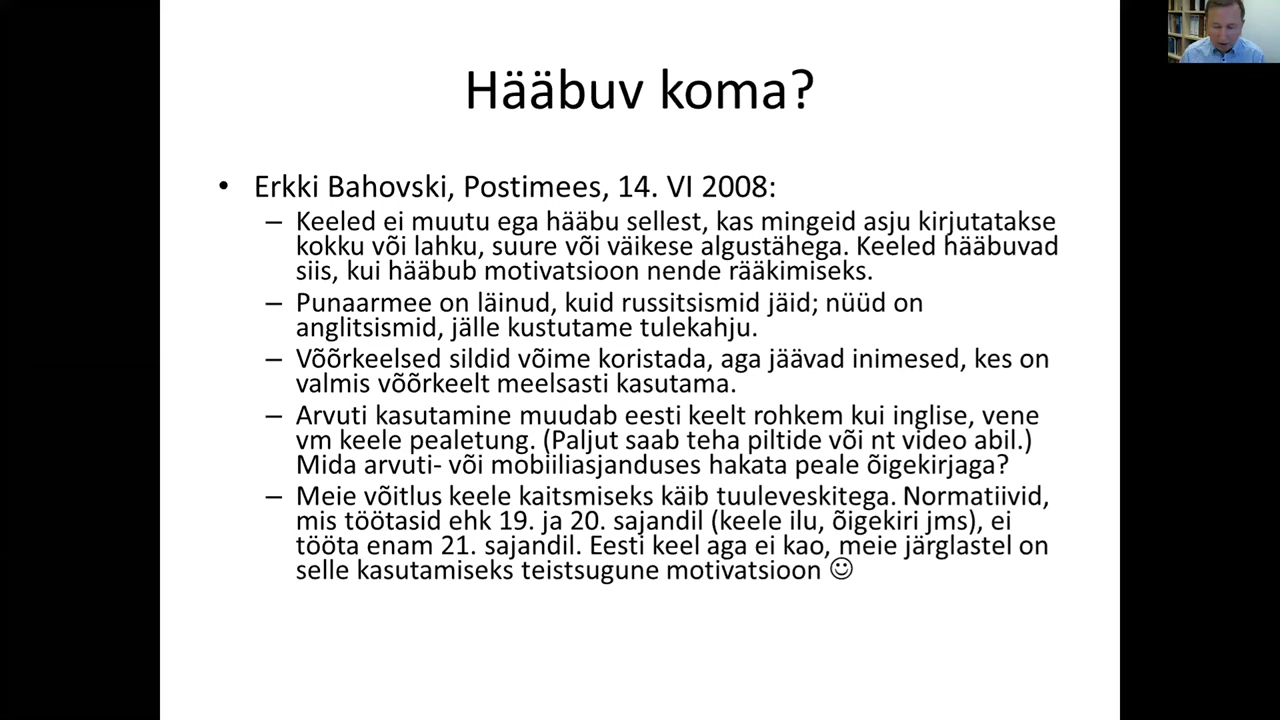 Hääbuv koma?
• Erkki Bahovski, Postimees, 14. VI 2008:
– Keeled ei muutu ega hääbu sellest, kas mingeid asju kirjutatakse
kokku või lahku, suure või väikese algustähega. Keeled hääbuvad
siis, kui hääbub motivatsioon nende rääkimiseks.
– Punaarmee on läinud, kuid russitsismid jäid; nüüd on
anglitsismid, jälle kustutame tulekahju.
– Võõrkeelsed sildid võime koristada, aga jäävad inimesed, kes on
valmis võõrkeelt meelsasti kasutama.
– Arvuti kasutamine muudab eesti keelt rohkem kui inglise, vene
vm keele pealetung. (Paljut saab teha piltide või nt video abil.)
Mida arvuti- või mobiiliasjanduses hakata peale õigekirjaga?
– Meie võitlus keele kaitsmiseks käib tuuleveskitega. Normatiivid,
mis töötasid ehk 19. ja 20. sajandil (keele ilu, õigekiri jms), ei
tööta enam 21. sajandil. Eesti keel aga ei kao, meie järglastel on
selle kasutamiseks teistsugune motivatsioon ☺